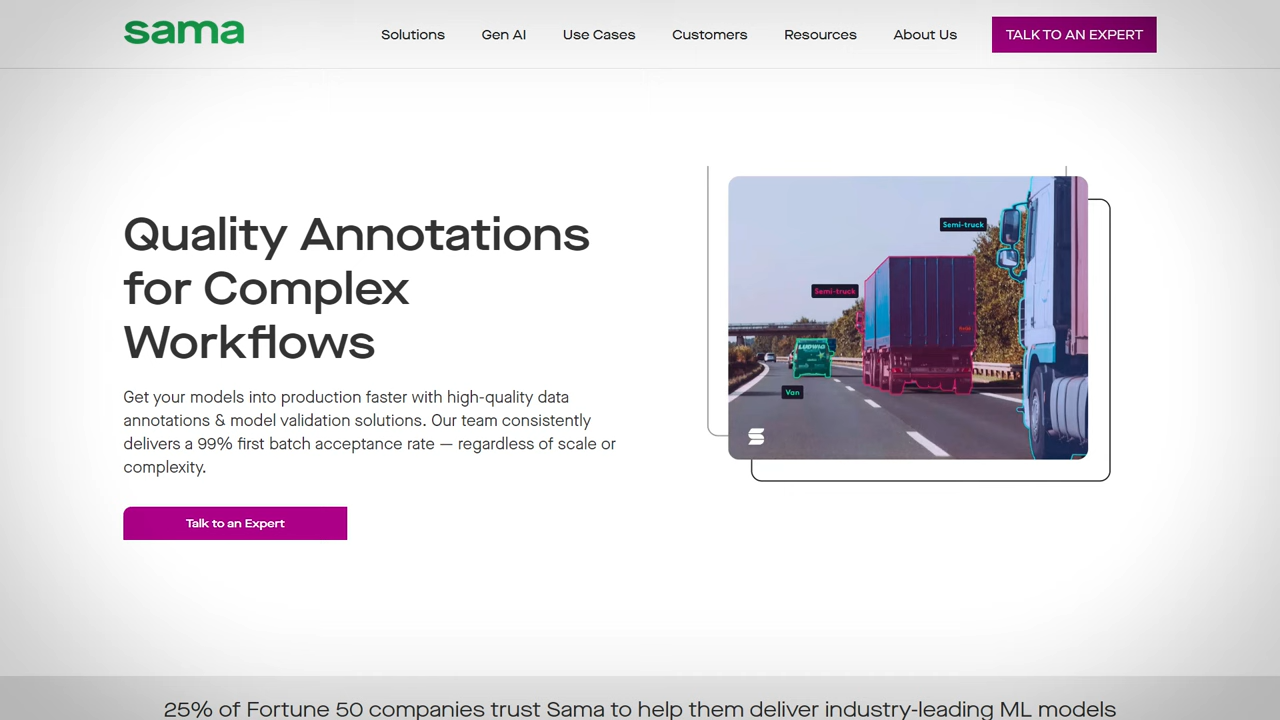 sama
Solutions
Gen AI
Use Cases
Customers
Resources
About Us
TALK TO AN EXPERT
Quality Annotations
for Complex
Workflows
Get your models into production faster with high-quality data
annotations & model validation solutions. Our team consistently
delivers a 99% first batch acceptance rate — regardless of scale or
complexity.
Talk to an Expert
Semi-truck
Semi-truck
LUDWIG
Van
25% of Fortune 50 companies trust Sama to help them deliver industry-leading ML models